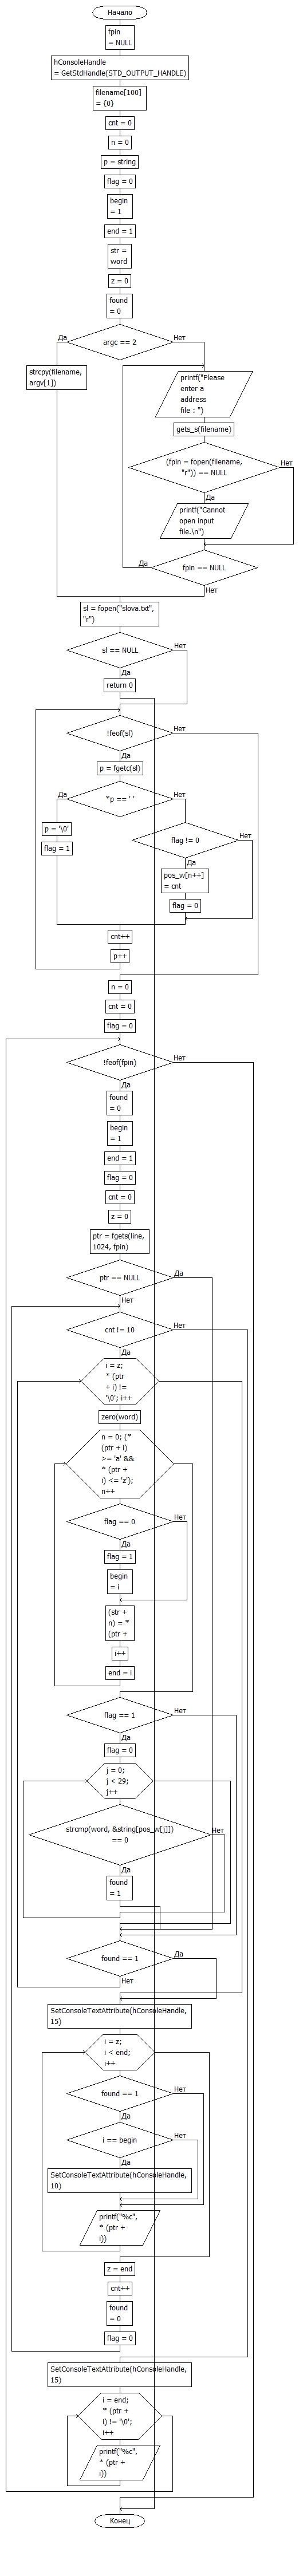 Начало
fpin
= NULL
hConsoleHandle
= GetStdHandle(STD_OUTPUT_HANDLE)
filename[100]
= {0}
cnt = 0
n = 0
p = string
flag = 0
begin
= 1
end = 1
str =
word
z = 0
found
= 0
argc == 2
Да
Нет
strcpy(filename,
argv[1])
printf("Please
enter a
address
file : ")
gets_s(filename)
(fpin = fopen(filename,
"r")) == NULL
Нет
Да
printf("Cannot
open input
file.\n")
fpin == NULL
Да
Нет
sl = fopen("slova.txt",
"r")
sl == NULL
Нет
Да
return 0
!feof(sl)
Нет
Да
p = fgetc(sl)
*p == ' '
Да
Нет
p = '\0'
flag = 1
flag != 0
Нет
Да
pos_w[n++]
= cnt
flag = 0
cnt++
p++
n = 0
cnt = 0
flag = 0
!feof(fpin)
Нет
Да
found
= 0
begin
= 1
end = 1
flag = 0
cnt = 0
z = 0
ptr = fgets(line,
1024, fpin)
ptr == NULL
Да
Нет
cnt != 10
Нет
Да
i = z;
* (ptr
+ i) !=
'\0'; i++
zero(word)
n = 0; (*
(ptr + i)
>= 'a' &&
* (ptr +
i) <= 'z');
n++
flag == 0
Нет
Да
flag = 1
begin
= i
(str +
n) = *
(ptr +
i++
end = i
flag == 1
Нет
Да
flag = 0
j = 0;
j < 29;
j++
strcmp(word, &string[pos_w[j]])
== 0
Нет
Да
found
= 1
found == 1
Да
Нет
SetConsoleTextAttribute(hConsoleHandle,
15)
i = z;
i < end;
i++
found == 1
Нет
Да
i == begin
Нет
Да
SetConsoleTextAttribute(hConsoleHandle,
10)
printf("%c",
* (ptr +
i))
z = end
cnt++
found
= 0
flag = 0
SetConsoleTextAttribute(hConsoleHandle,
15)
i = end;
* (ptr +
i) != '\0';
i++
printf("%c",
* (ptr +
i))
Конец